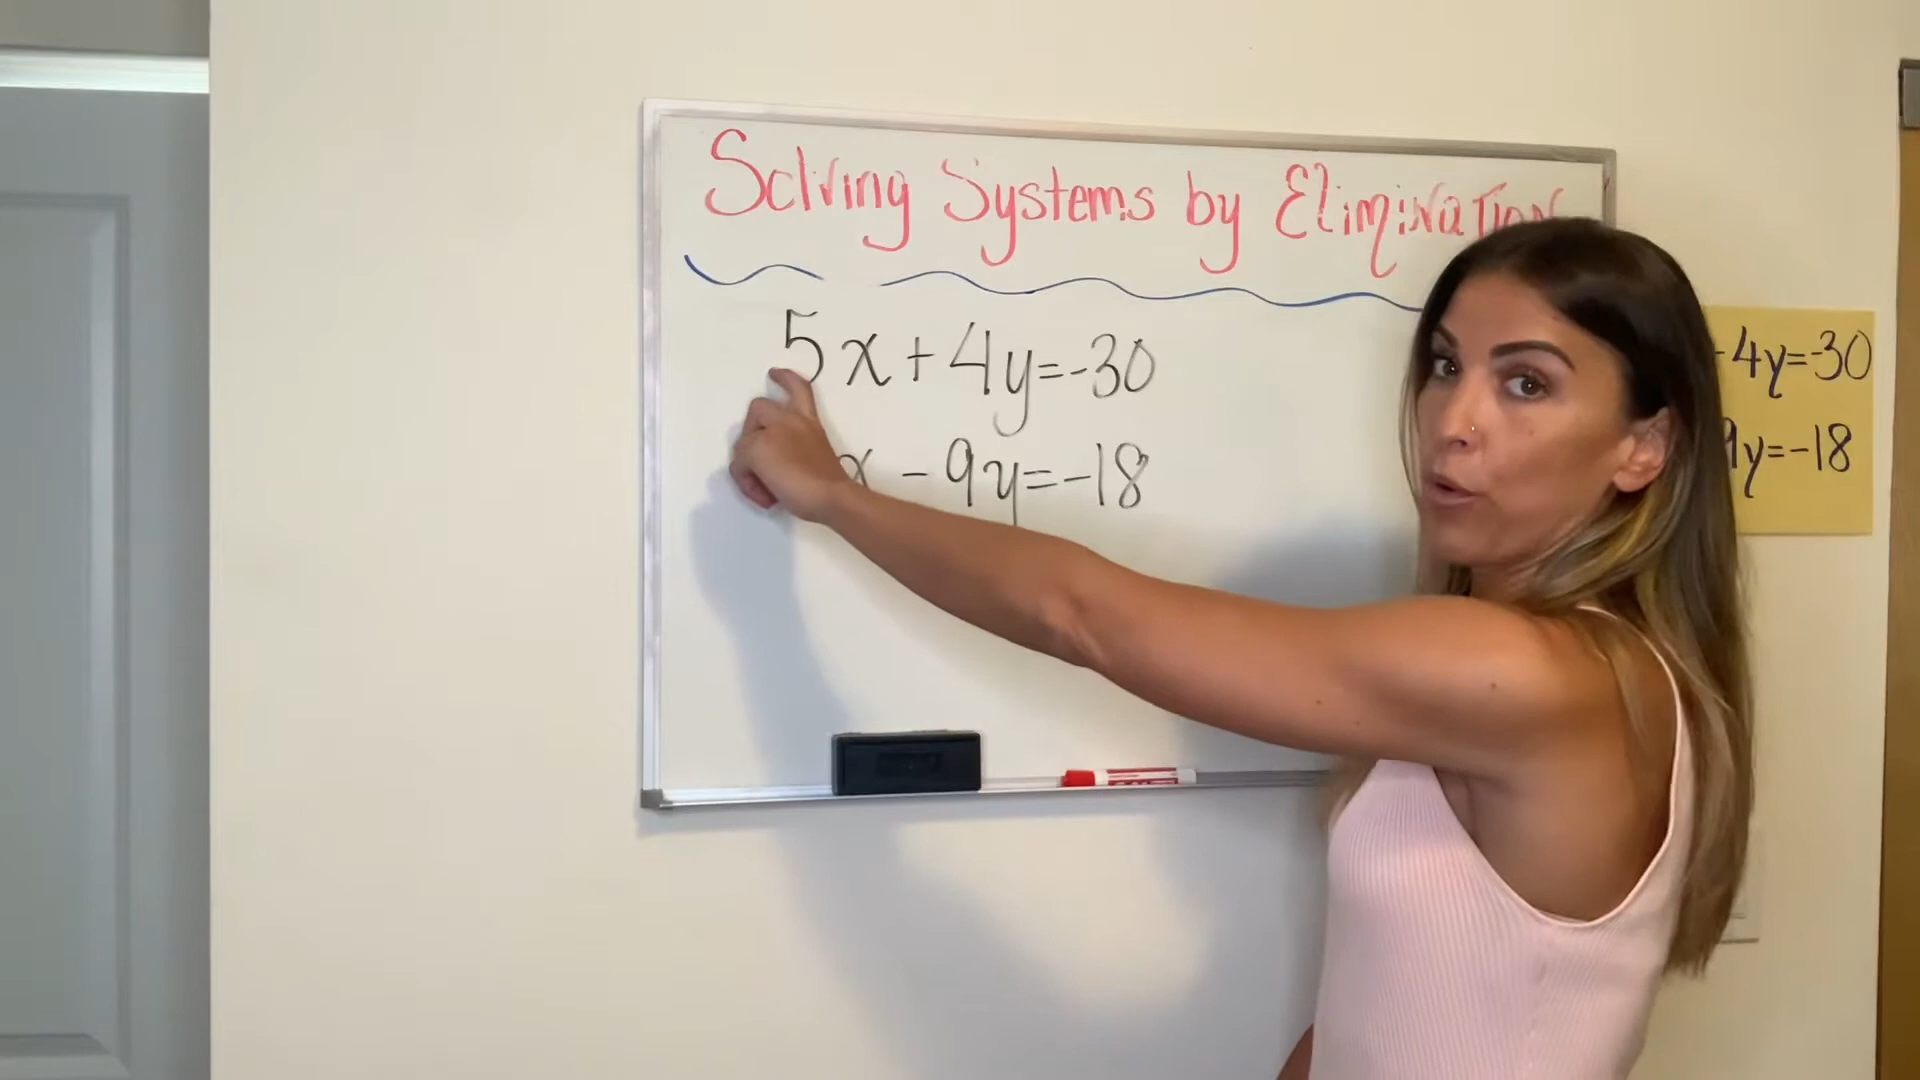 Solving Systems by Elimination
5x+4y=-30
x - 9y=-18
4y=-30
9y=-18